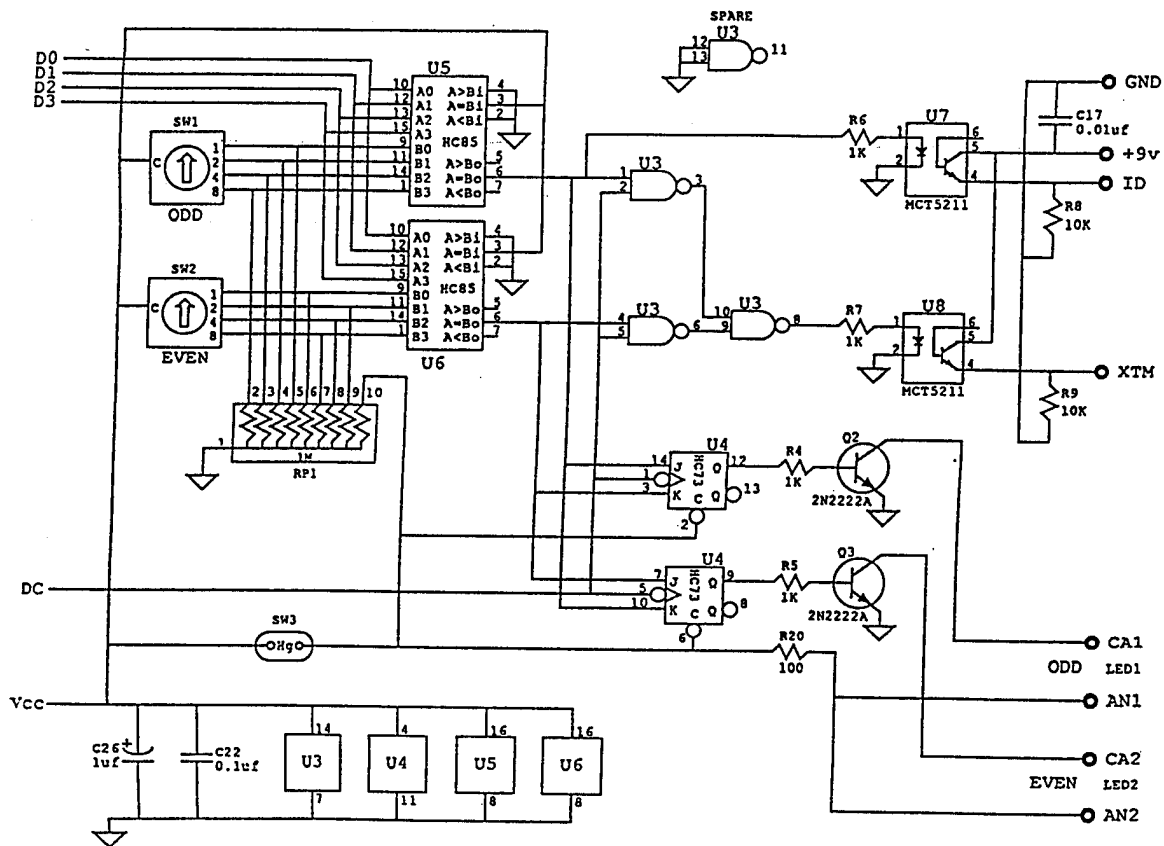 SPARE
U3
12
13
11
D0
D1
D2
D3
U5
10 A0 A>Bi 4
12 A1 A=Bi 3
13 A2 A<Bi 2
15 A3
HC85
9 B0
11 B1 A>Bo 5
14 B2 A=Bo 6
1 B3 A<Bo 7
SW1
C
1
2
4
8
ODD
U6
10 A0 A>Bi 4
12 A1 A=Bi 3
13 A2 A<Bi 2
15 A3
HC85
9 B0
11 B1 A>Bo 5
14 B2 A=Bo 6
1 B3 A<Bo 7
SW2
C
1
2
4
8
EVEN
2 3 4 5 6 7 8 9 10
1
1M
RP1
U3
1
2
3
U3
4
5
6
U3
10
9
8
R6
1K
U7
1
2
6
5
4
MCT5211
GND
C17
0.01uf
+9v
ID
R8
10K
R7
1K
U8
1
2
6
5
4
MCT5211
XTM
R9
10K
U4
14 J Q 12
1 HC73
3 K C Q 13
2
R4
1K
Q2
2N2222A
U4
7 J Q 9
5 HC73
10 K C Q 8
6
R5
1K
Q3
2N2222A
DC
SW3
Hg
R20
100
CA1
ODD LED1
AN1
CA2
EVEN LED2
AN2
Vcc
C26
1uf
+
C22
0.1uf
14
U3
7
4
U4
11
16
U5
8
16
U6
8